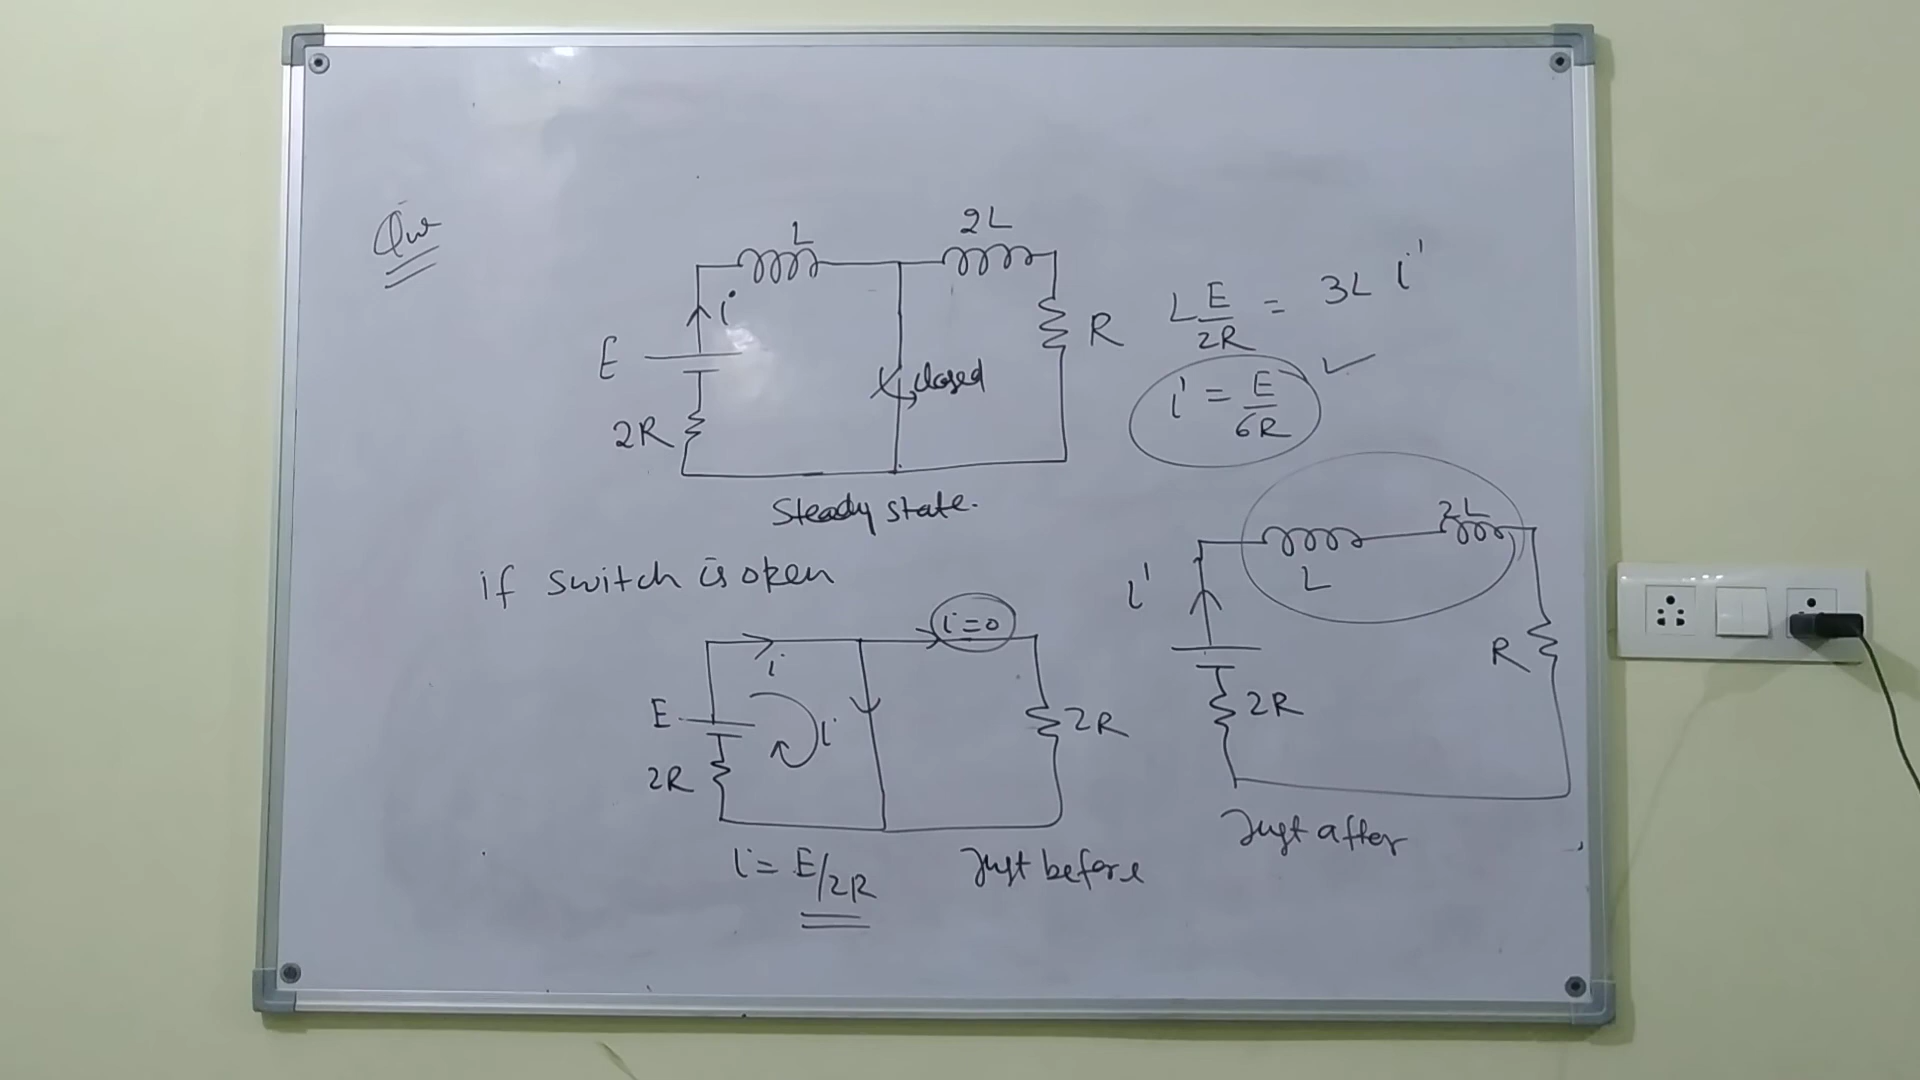 Que
L
2L
i
E
R
closed
2R
Steady state.
L E/2R = 3L i'
i' = E/6R ✓
if switch is open
i=0
i
E
i
2R
2R
i = E/2R
Just before
2L
L
i'
R
2R
Just after